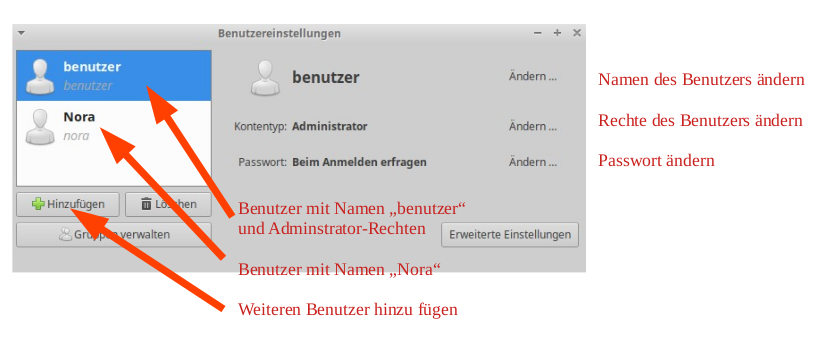 Benutzereinstellungen
benutzer
benutzer
benutzer
Ändern ...
Namen des Benutzers ändern
Nora
nora
Kontentyp: Administrator
Ändern ...
Rechte des Benutzers ändern
Passwort: Beim Anmelden erfragen
Ändern ...
Passwort ändern
Hinzufügen
Löschen
Benutzer mit Namen „benutzer“
und Adminstrator-Rechten
Gruppen verwalten
Erweiterte Einstellungen
Benutzer mit Namen „Nora“
Weiteren Benutzer hinzu fügen